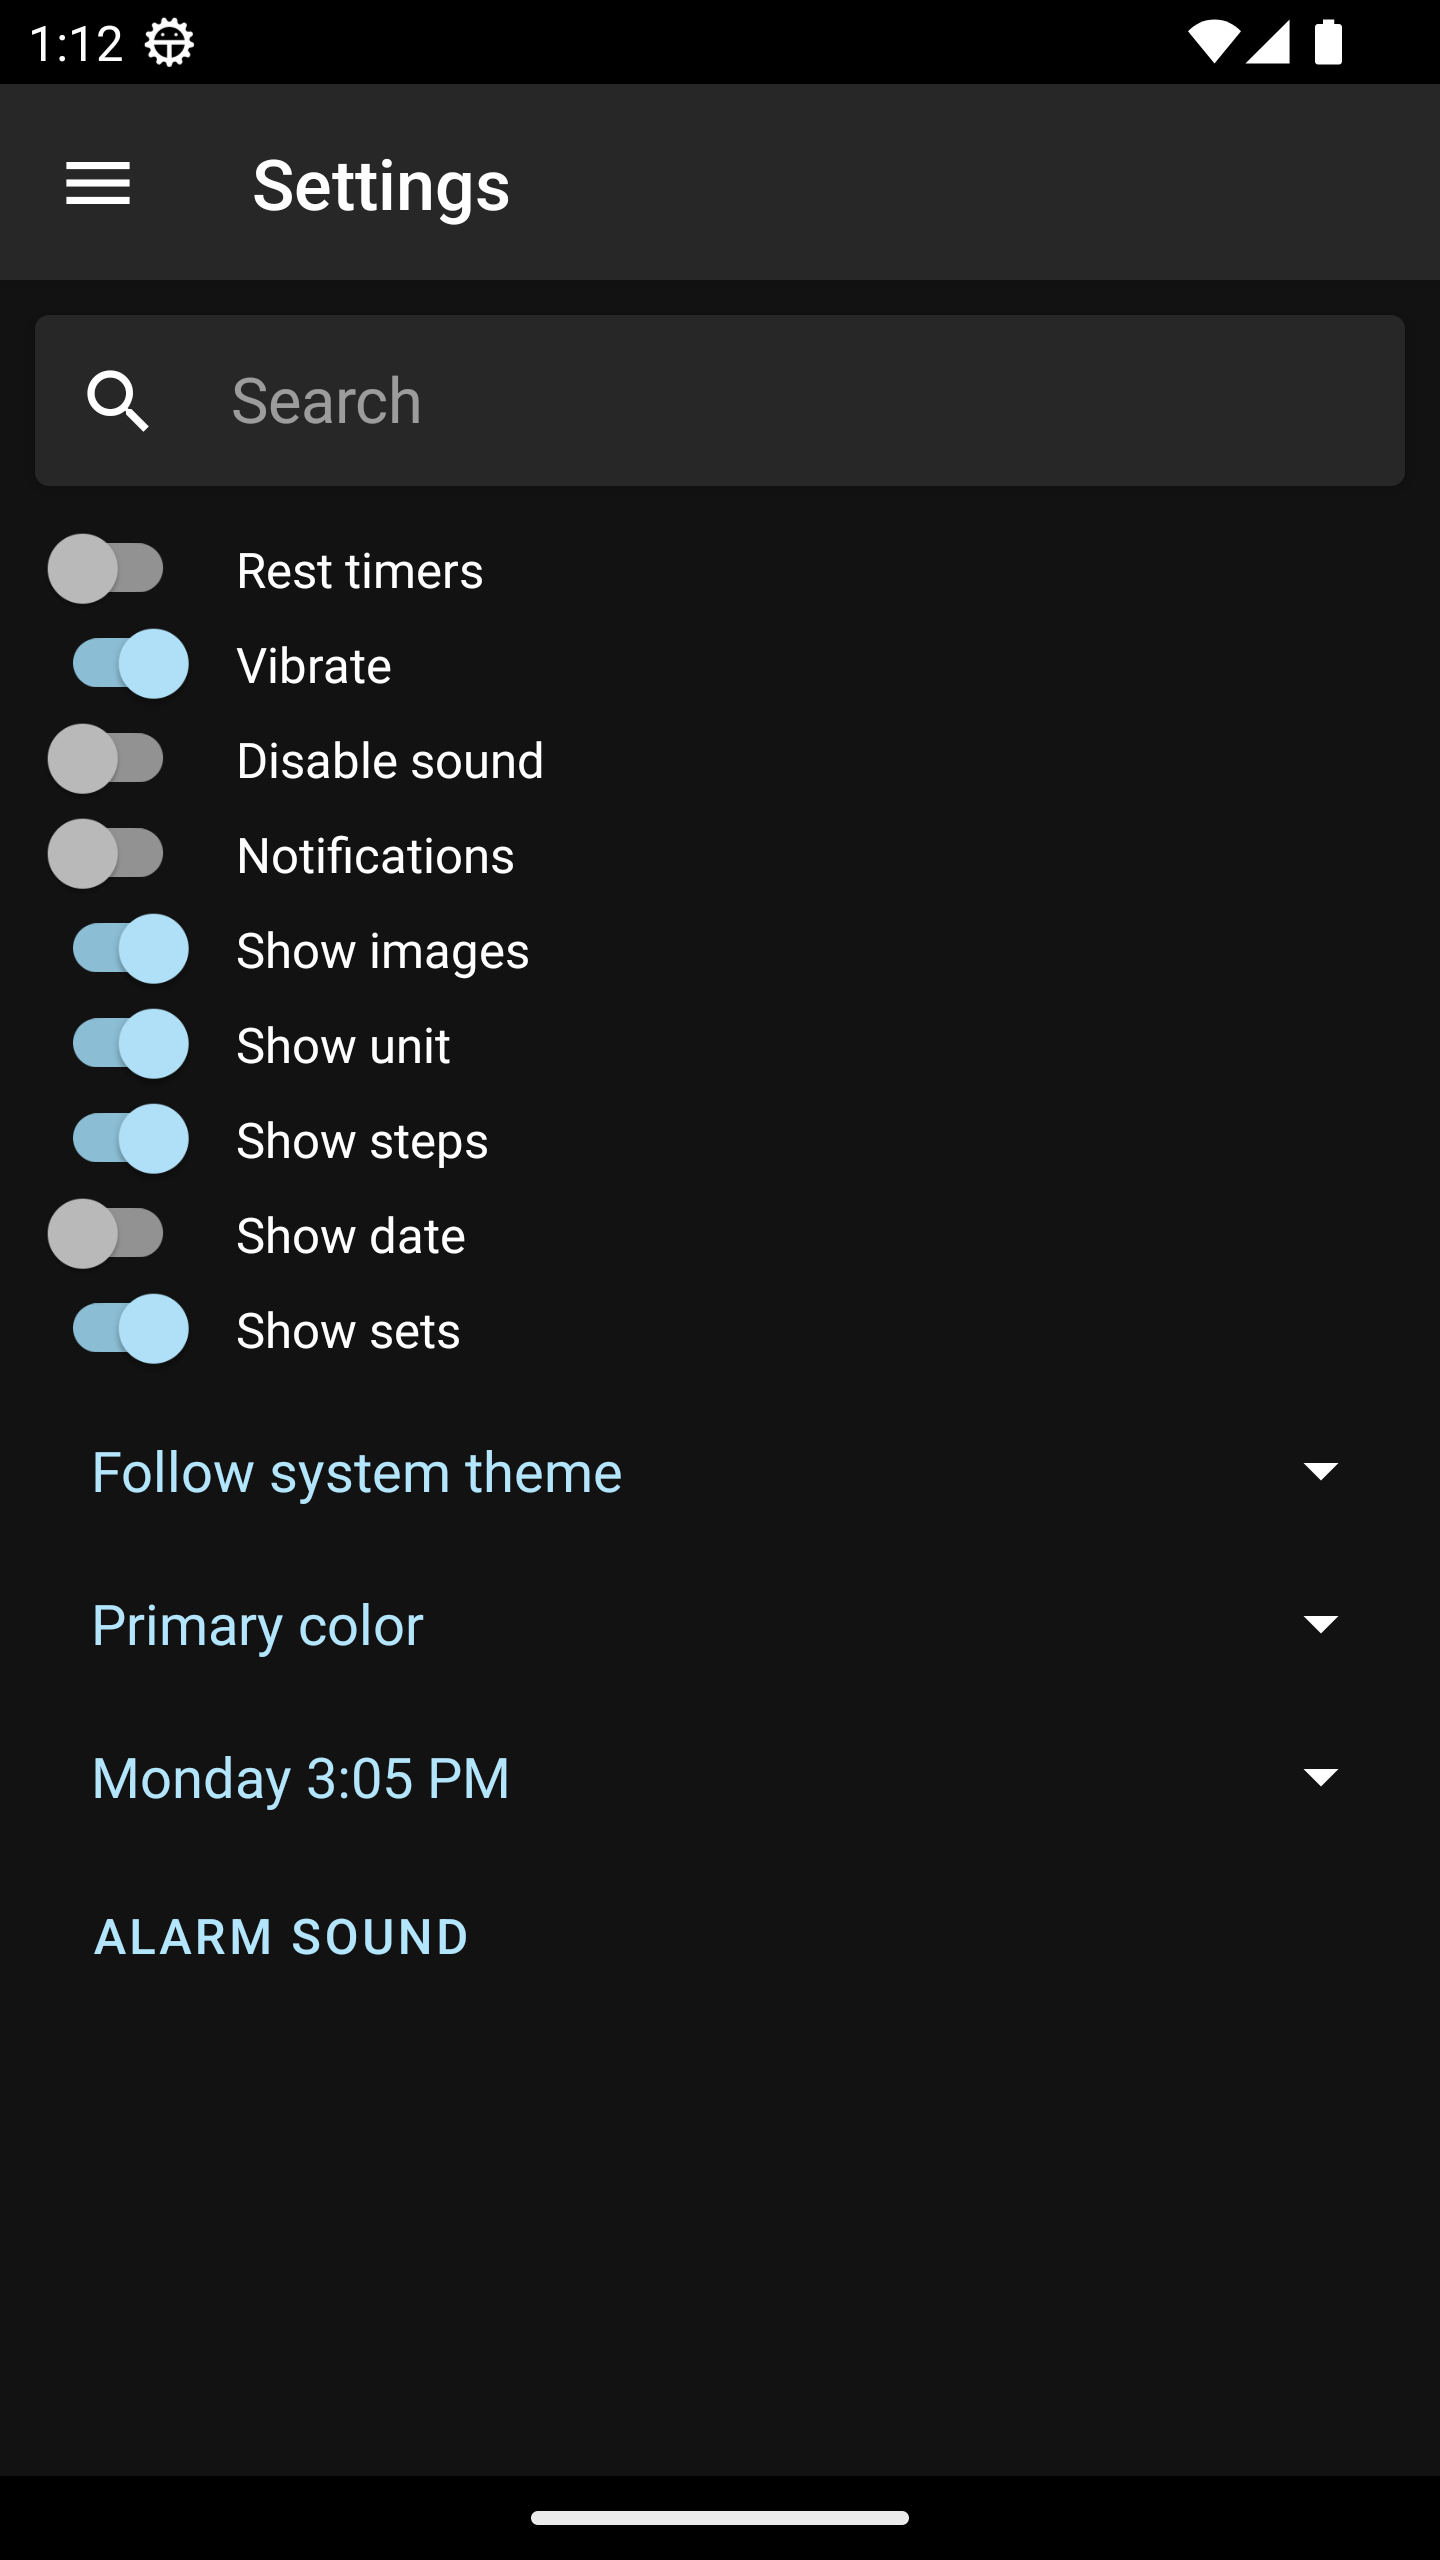 1:12
Settings
Search
Rest timers
Vibrate
Disable sound
Notifications
Show images
Show unit
Show steps
Show date
Show sets
Follow system theme
Primary color
Monday 3:05 PM
ALARM SOUND